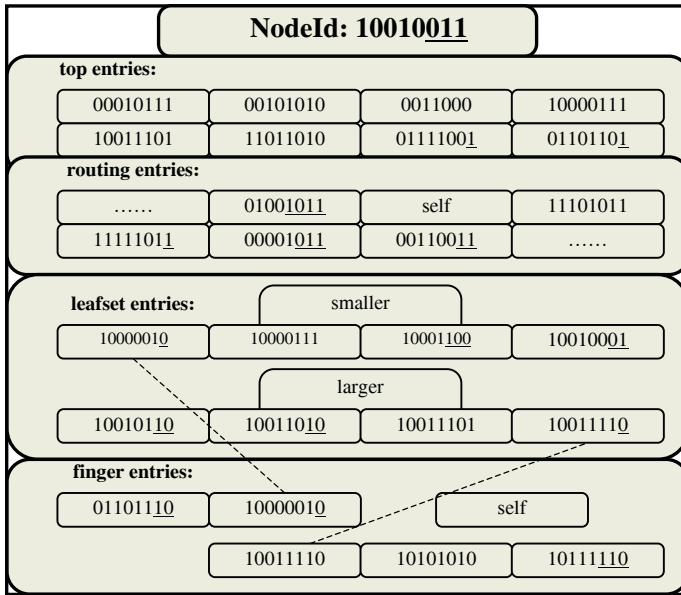 NodeId: 10010011
top entries:
00010111 00101010 0011000 10000111
10011101 11011010 01111001 01101101
routing entries:
…… 01001011 self 11101011
11111011 00001011 00110011 ……
smaller
leafset entries:
10000010 10000111 10001100 10010001
larger
10010110 10011010 10011101 10011110
finger entries:
01101110 10000010 self
10011110 10101010 10111110